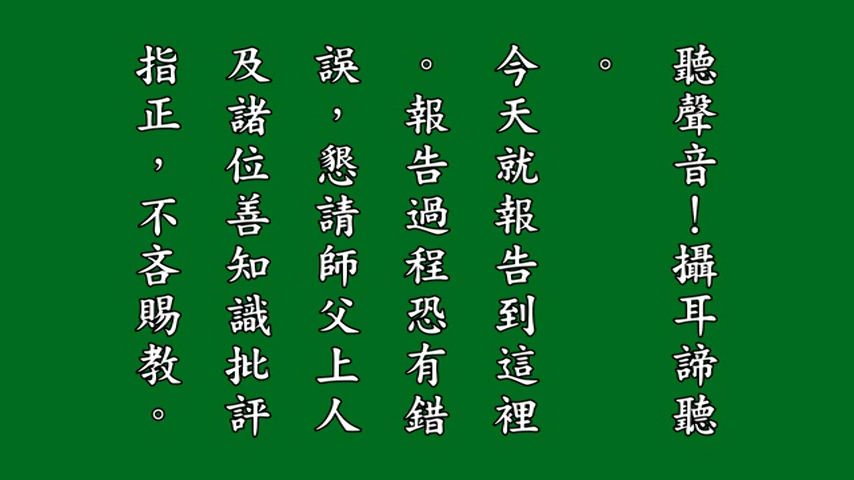 聽聲音！攝耳諦聽
。
今天就報告到這裡
。報告過程恐有錯
誤，懇請師父上人
及諸位善知識批評
指正，不吝賜教。